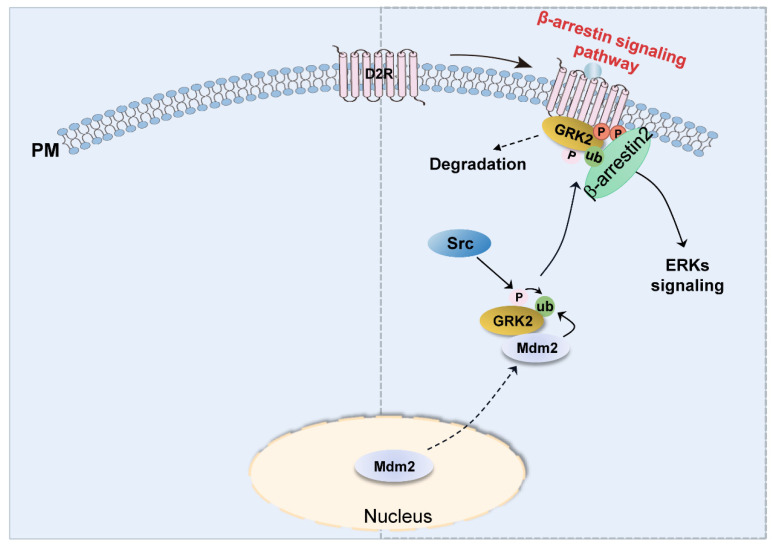 β-arrestin signaling
pathway
D2R
PM
GRK2
P
P
P
ub
β-arrestin2
Degradation
Src
ERKs
signaling
P
ub
GRK2
Mdm2
Mdm2
Nucleus